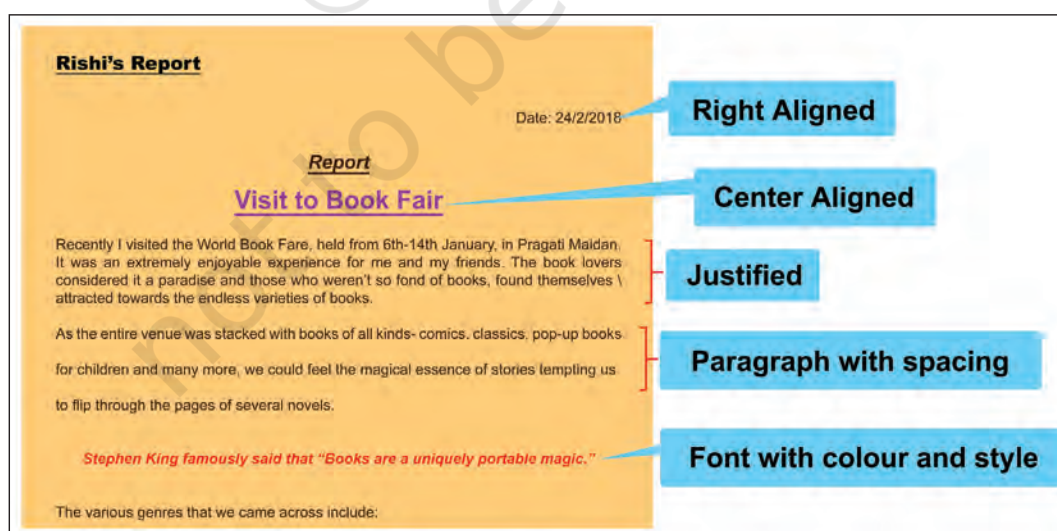 Rishi's Report
Date: 24/2/2018
Right Aligned
Report
Visit to Book Fair
Center Aligned
Recently I visited the World Book Fare, held from 6th-14th January, in Pragati Maidan.
It was an extremely enjoyable experience for me and my friends. The book lovers
considered it a paradise and those who weren't so fond of books, found themselves \
attracted towards the endless varieties of books.
Justified
As the entire venue was stacked with books of all kinds- comics, classics, pop-up books
for children and many more, we could feel the magical essence of stories tempting us
to flip through the pages of several novels.
Paragraph with spacing
Stephen King famously said that “Books are a uniquely portable magic.”
Font with colour and style
The various genres that we came across include:
not to be